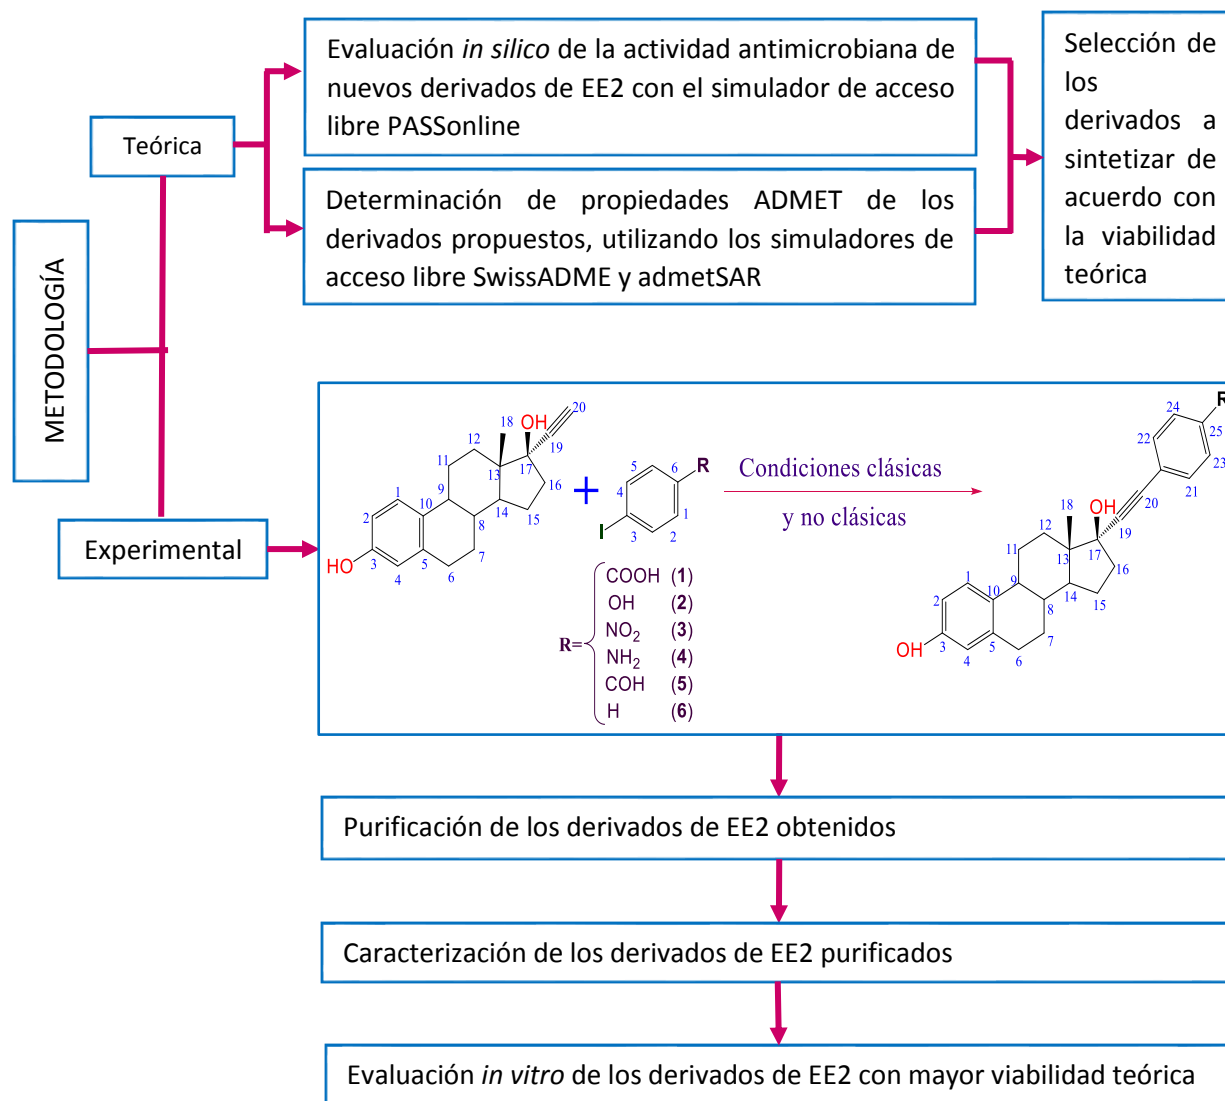 METODOLOGÍA
Teórica
Evaluación in silico de la actividad antimicrobiana de
nuevos derivados de EE2 con el simulador de acceso
libre PASSonline
Determinación de propiedades ADMET de los
derivados propuestos, utilizando los simuladores de
acceso libre SwissADME y admetSAR
Selección de
los
derivados a
sintetizar de
acuerdo con
la viabilidad
teórica
Experimental
HO
1
2
3
4
5
6
7
8
9
10
11
12
13
14
15
16
17
18
OH
19
20
+
I
R
1
2
3
4
5
6
Condiciones clásicas
y no clásicas
R=
COOH (1)
OH (2)
NO2 (3)
NH2 (4)
COH (5)
H (6)
OH
1
2
3
4
5
6
7
8
9
10
11
12
13
14
15
16
17
18
OH
19
20
21
22
23
24
25
R
Purificación de los derivados de EE2 obtenidos
Caracterización de los derivados de EE2 purificados
Evaluación in vitro de los derivados de EE2 con mayor viabilidad teórica